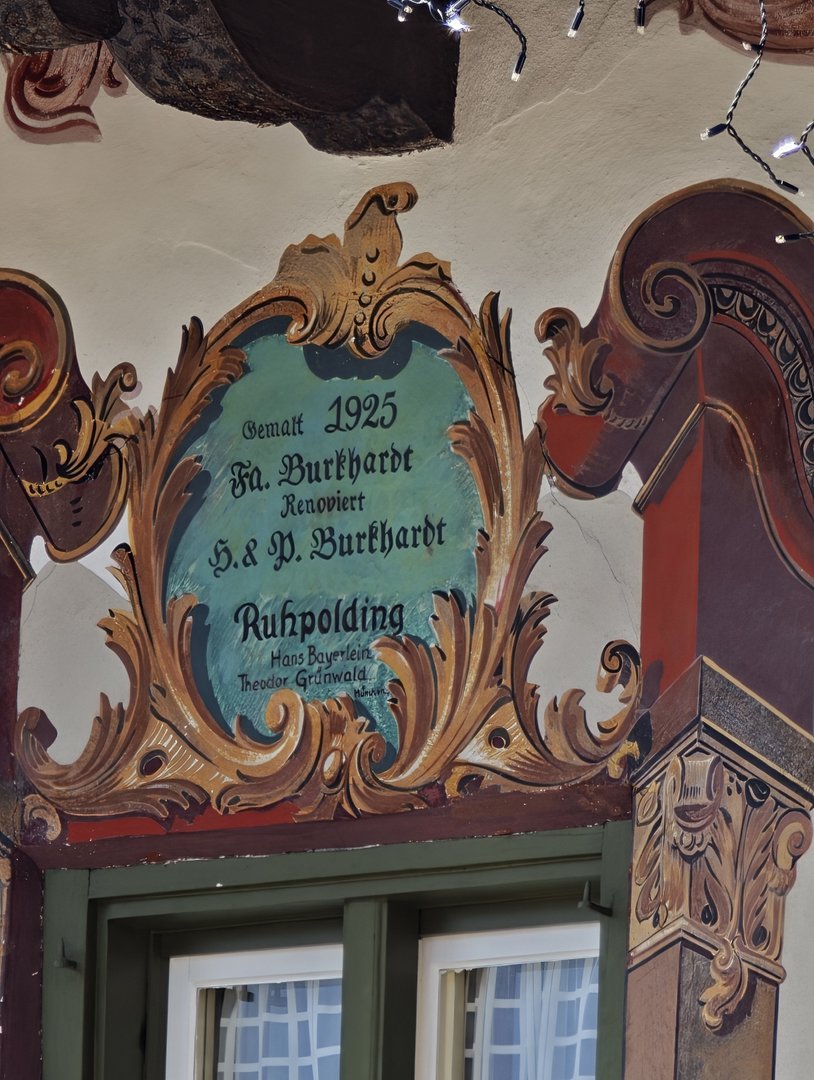 Gemalt 1925
Fa. Burkhardt
Renoviert
H. & P. Burkhardt
Ruhpolding
Hans Bayerlein
Theodor Grünwald
München